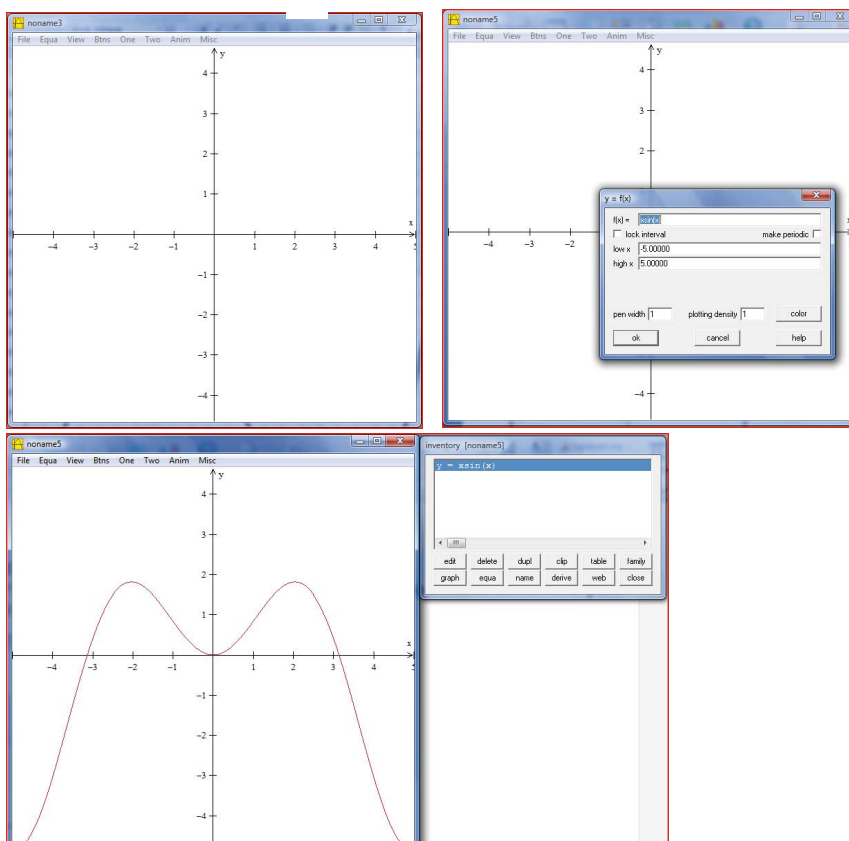 noname3
File Equa View Btns One Two Anim Misc
y
4
3
2
1
x
-4 -3 -2 -1 1 2 3 4 5
-1
-2
-3
-4
noname5
File Equa View Btns One Two Anim Misc
y
4
3
2
-4 -3 -2
-4
y = f(x)
f(x) = xsin(x)
lock interval make periodic
low x -5.00000
high x 5.00000
pen width 1 plotting density 1 color
ok cancel help
noname5
File Equa View Btns One Two Anim Misc
y
4
3
2
1
x
-4 -3 -2 -1 1 2 3 4 5
-1
-2
-3
-4
inventory [noname5]
y = xsin(x)
edit delete dupl clip table family
graph equa name derive web close